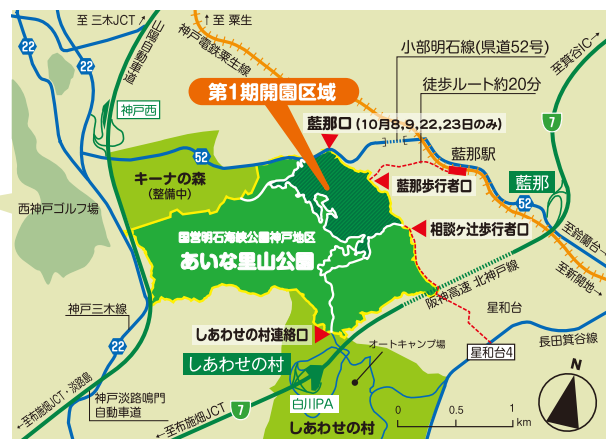 至 三木JCT
至 粟生
22
山陽自動車道
神戸電鉄粟生線
小部明石線(県道52号)
至箕谷IC
22
徒歩ルート約20分
第1期開園区域
神戸西
藍那口(10月8,9,22,23日のみ)
7
藍那駅
キーナの森
(整備中)
52
藍那歩行者口
藍那
52
西神戸ゴルフ場
相談ヶ辻歩行者口
至鈴蘭台
国営明石海峡公園神戸地区
あいな里山公園
至新開地
阪神高速 北神戸線
神戸三木線
しあわせの村連絡口
星和台
22
オートキャンプ場
長田箕谷線
しあわせの村
星和台4
至布施畑JCT・淡路島
神戸淡路鳴門
自動車道
至布施畑JCT
7
白川PA
しあわせの村
N
0 0.5 1
km